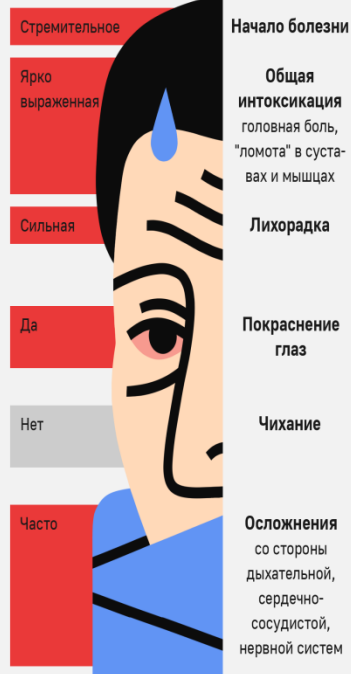 Стремительное
Начало болезни
Ярко
выраженная
Общая
интоксикация
головная боль,
"ломота" в суста-
вах и мышцах
Сильная
Лихорадка
Да
Покраснение
глаз
Нет
Чихание
Часто
Осложнения
со стороны
дыхательной,
сердечно-
сосудистой,
нервной систем